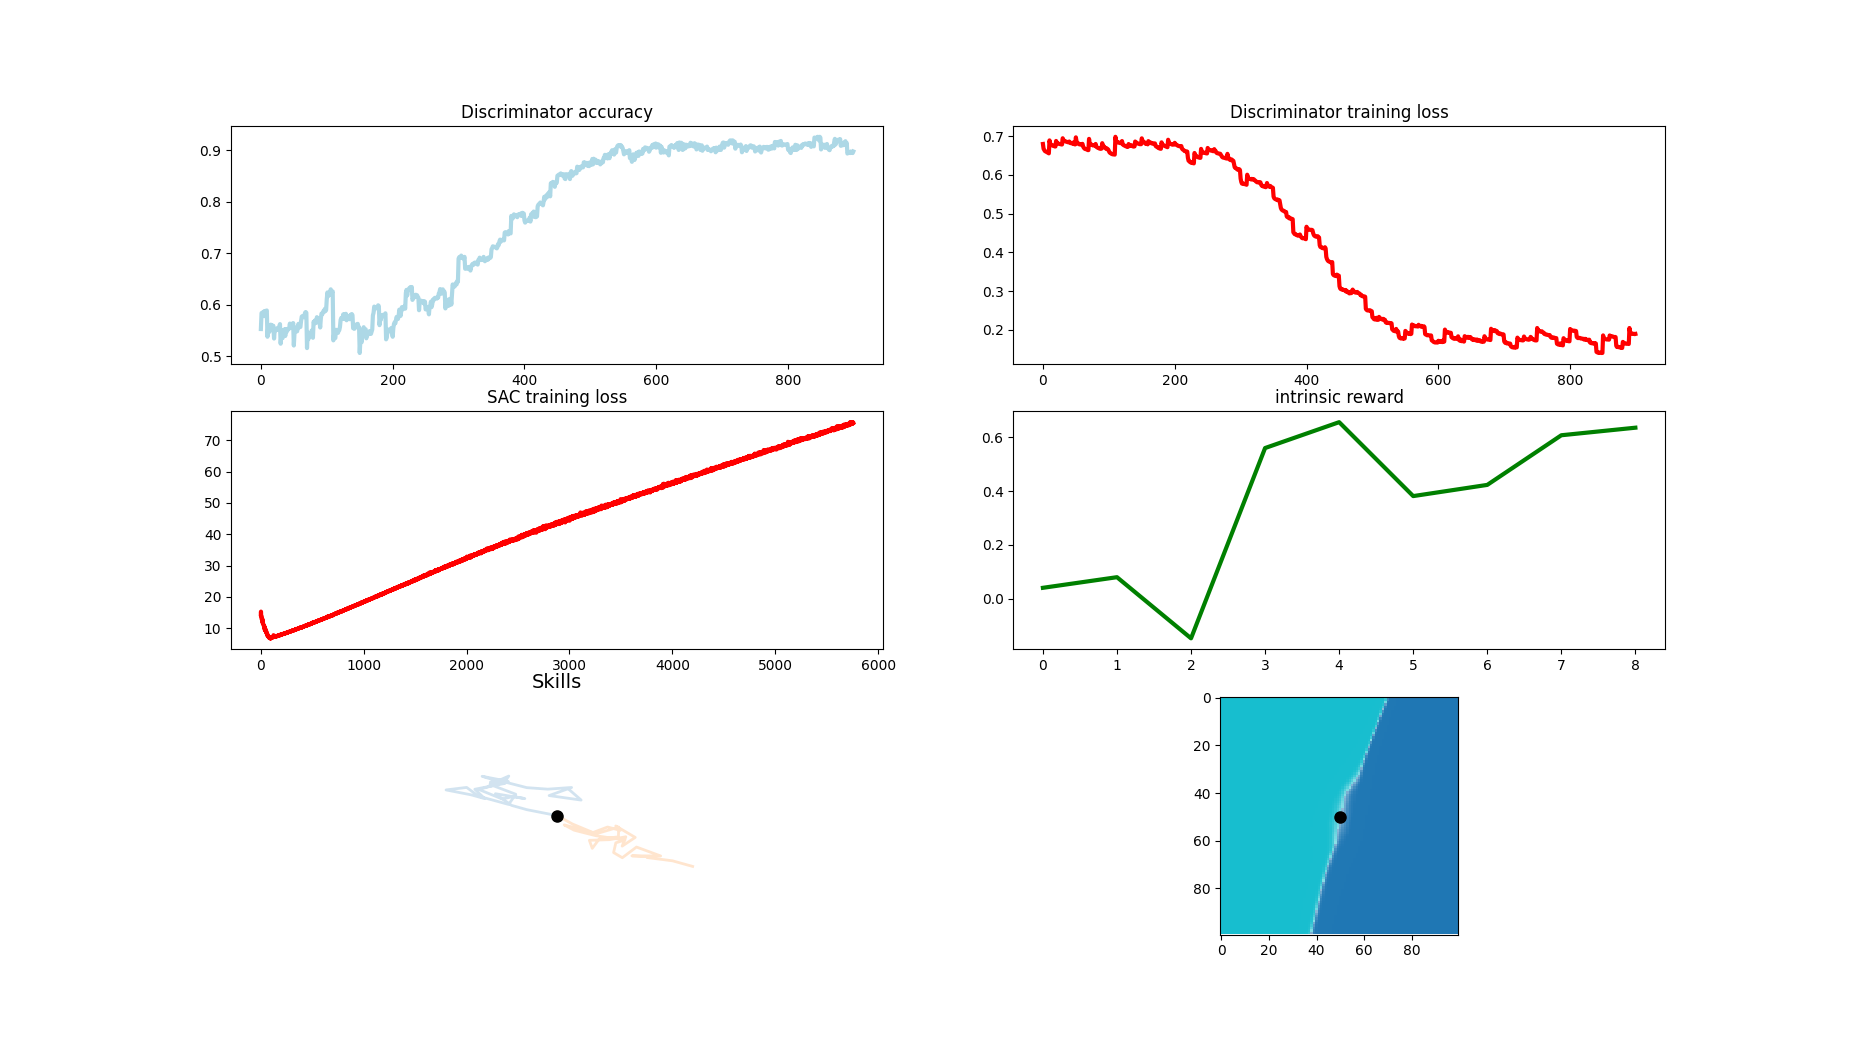 Discriminator accuracy
0.9
0.8
0.7
0.6
0.5
0 200 400 600 800
Discriminator training loss
0.7
0.6
0.5
0.4
0.3
0.2
0 200 400 600 800
SAC training loss
70
60
50
40
30
20
10
0 1000 2000 3000 4000 5000 6000
intrinsic reward
0.6
0.4
0.2
0.0
0 1 2 3 4 5 6 7 8
Skills
0
20
40
60
80
0 20 40 60 80